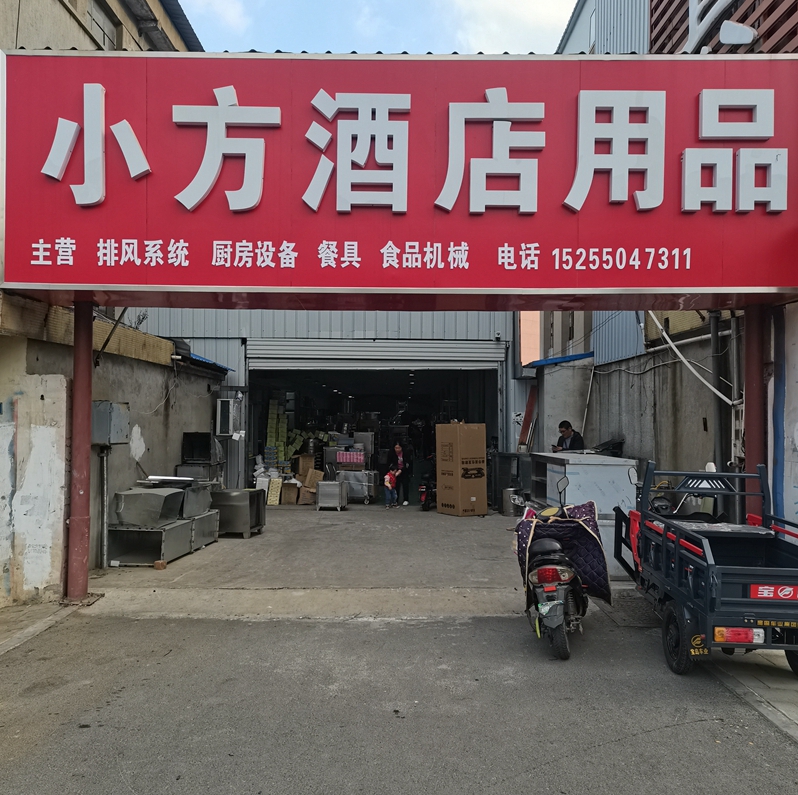 小方酒店用品
主营 排风系统 厨房设备 餐具 食品机械 电话 15255047311
宝